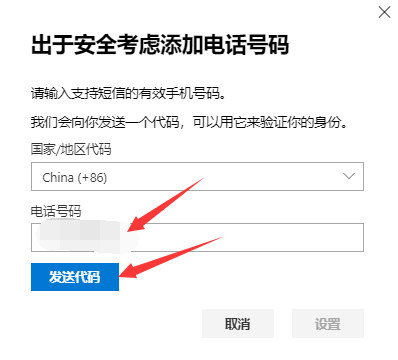 出于安全考虑添加电话号码
请输入支持短信的有效手机号码。
我们会向你发送一个代码，可以用它来验证你的身份。
国家/地区代码
China (+86)
电话号码
发送代码
取消
设置